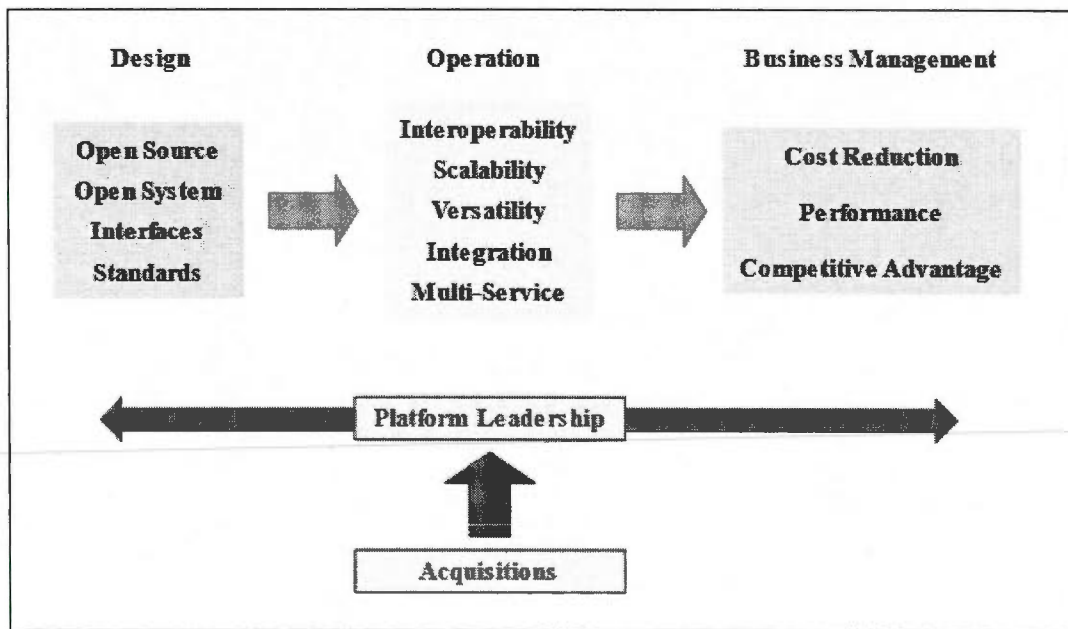 Design
Operation
Business Management
Open Source
Open System
Interfaces
Standards
Interoperability
Scalability
Versatility
Integration
Multi-Service
Cost Reduction
Performance
Competitive Advantage
Platform Leadership
Acquisitions